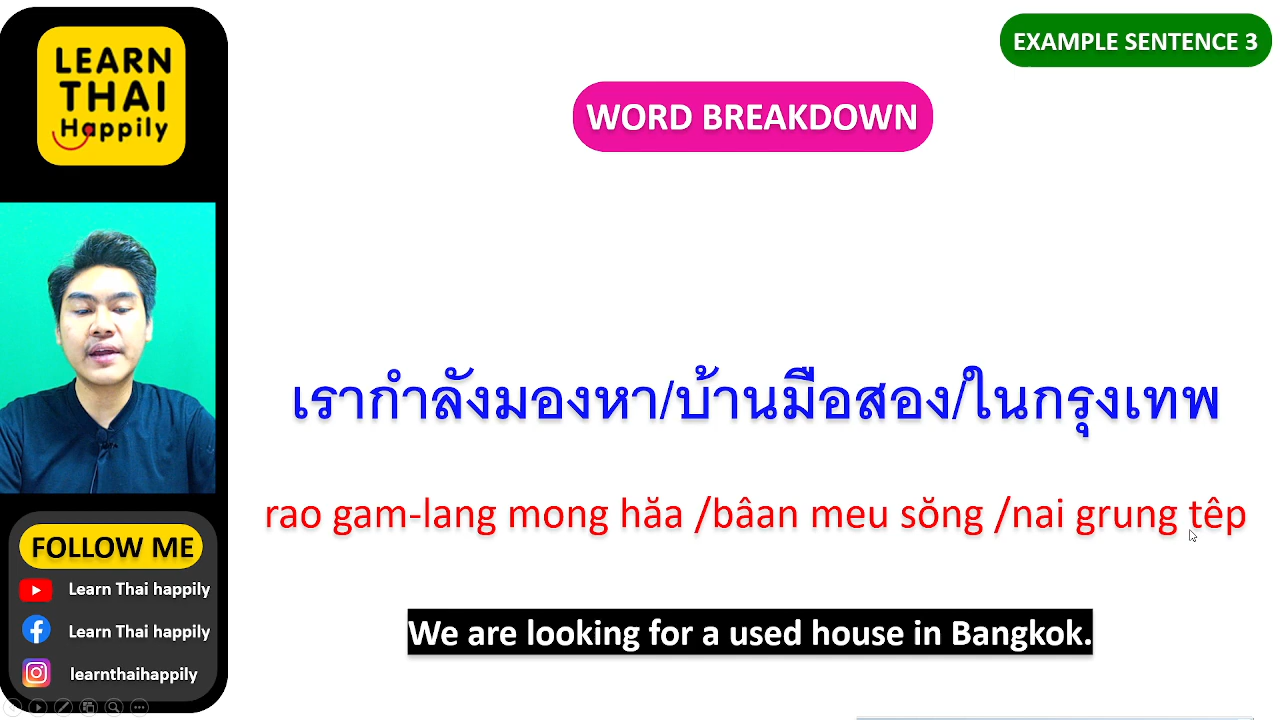 LEARN
THAI
Happily
EXAMPLE SENTENCE 3
WORD BREAKDOWN
เรากำลังมองหา/บ้านมือสอง/ในกรุงเทพ
rao gam-lang mong hăa /bâan meu sŏng /nai grung têp
We are looking for a used house in Bangkok.
FOLLOW ME
Learn Thai happily
Learn Thai happily
learnthaihappily